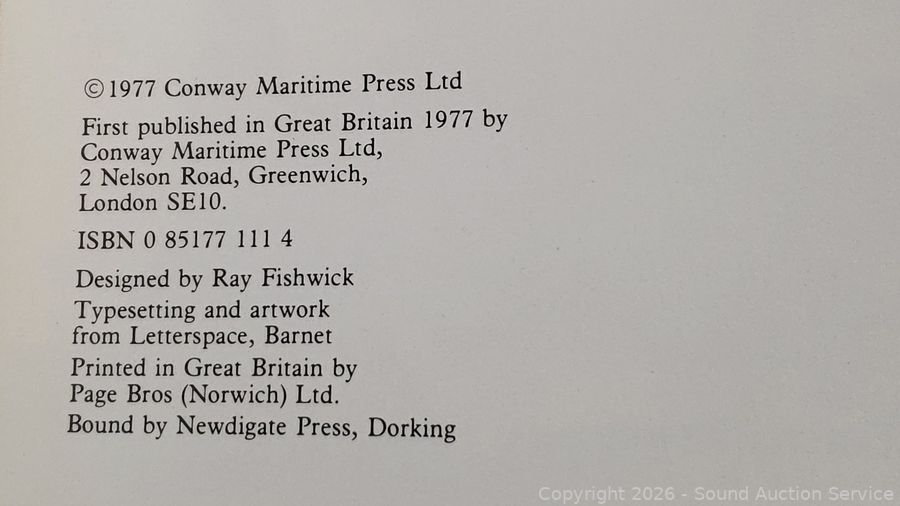 ©1977 Conway Maritime Press Ltd
First published in Great Britain 1977 by
Conway Maritime Press Ltd,
2 Nelson Road, Greenwich,
London SE10.
ISBN 0 85177 111 4
Designed by Ray Fishwick
Typesetting and artwork
from Letterspace, Barnet
Printed in Great Britain by
Page Bros (Norwich) Ltd.
Bound by Newdigate Press, Dorking
Copyright 2026 - Sound Auction Service